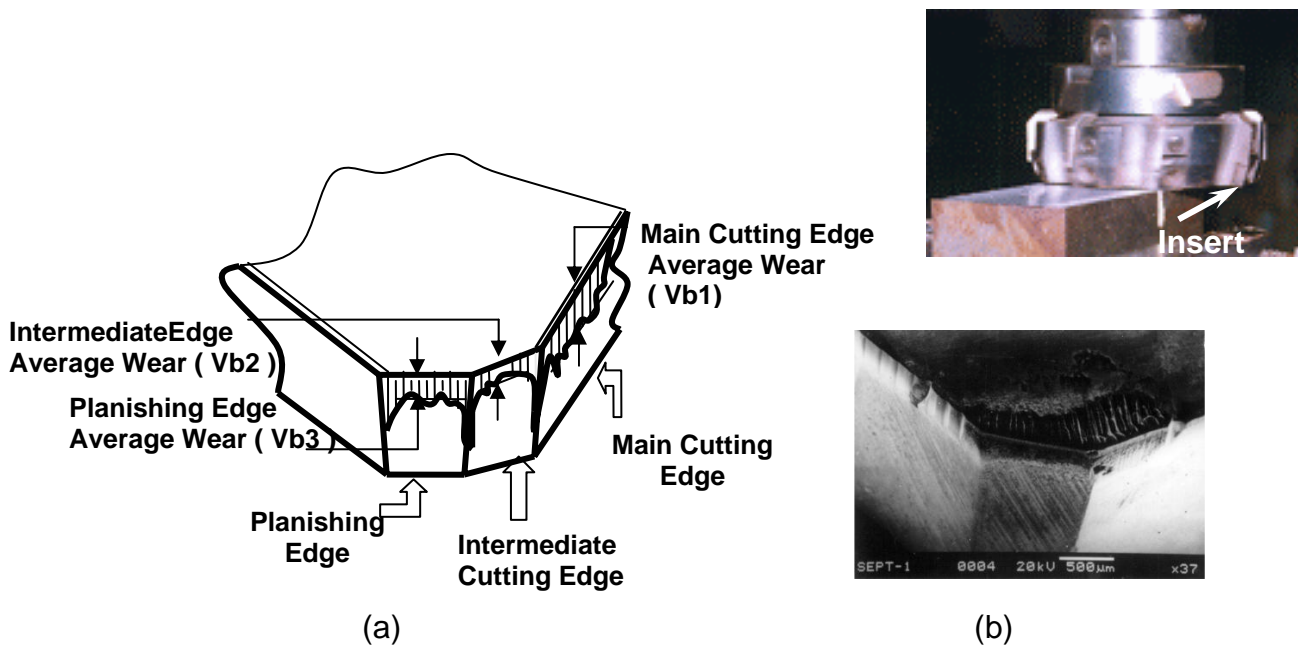 Main Cutting Edge
Average Wear
( Vb1)
IntermediateEdge
Average Wear ( Vb2 )
Planishing Edge
Average Wear ( Vb3 )
Main Cutting
Edge
Planishing
Edge
Intermediate
Cutting Edge
(a)
Insert
SEPT-1 0004 20kV 500µm x37
(b)